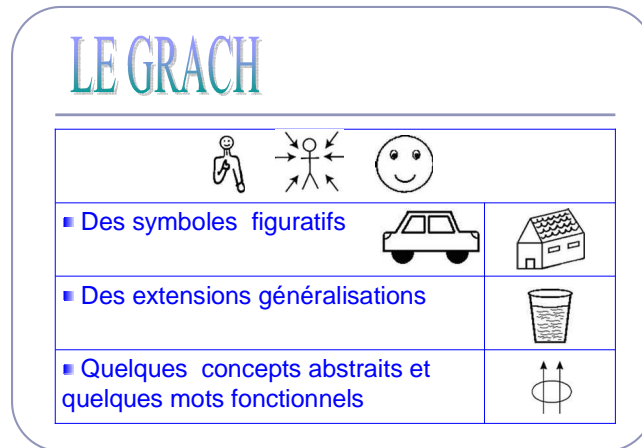 LE GRACH
Des symboles figuratifs
Des extensions généralisations
Quelques concepts abstraits et
quelques mots fonctionnels